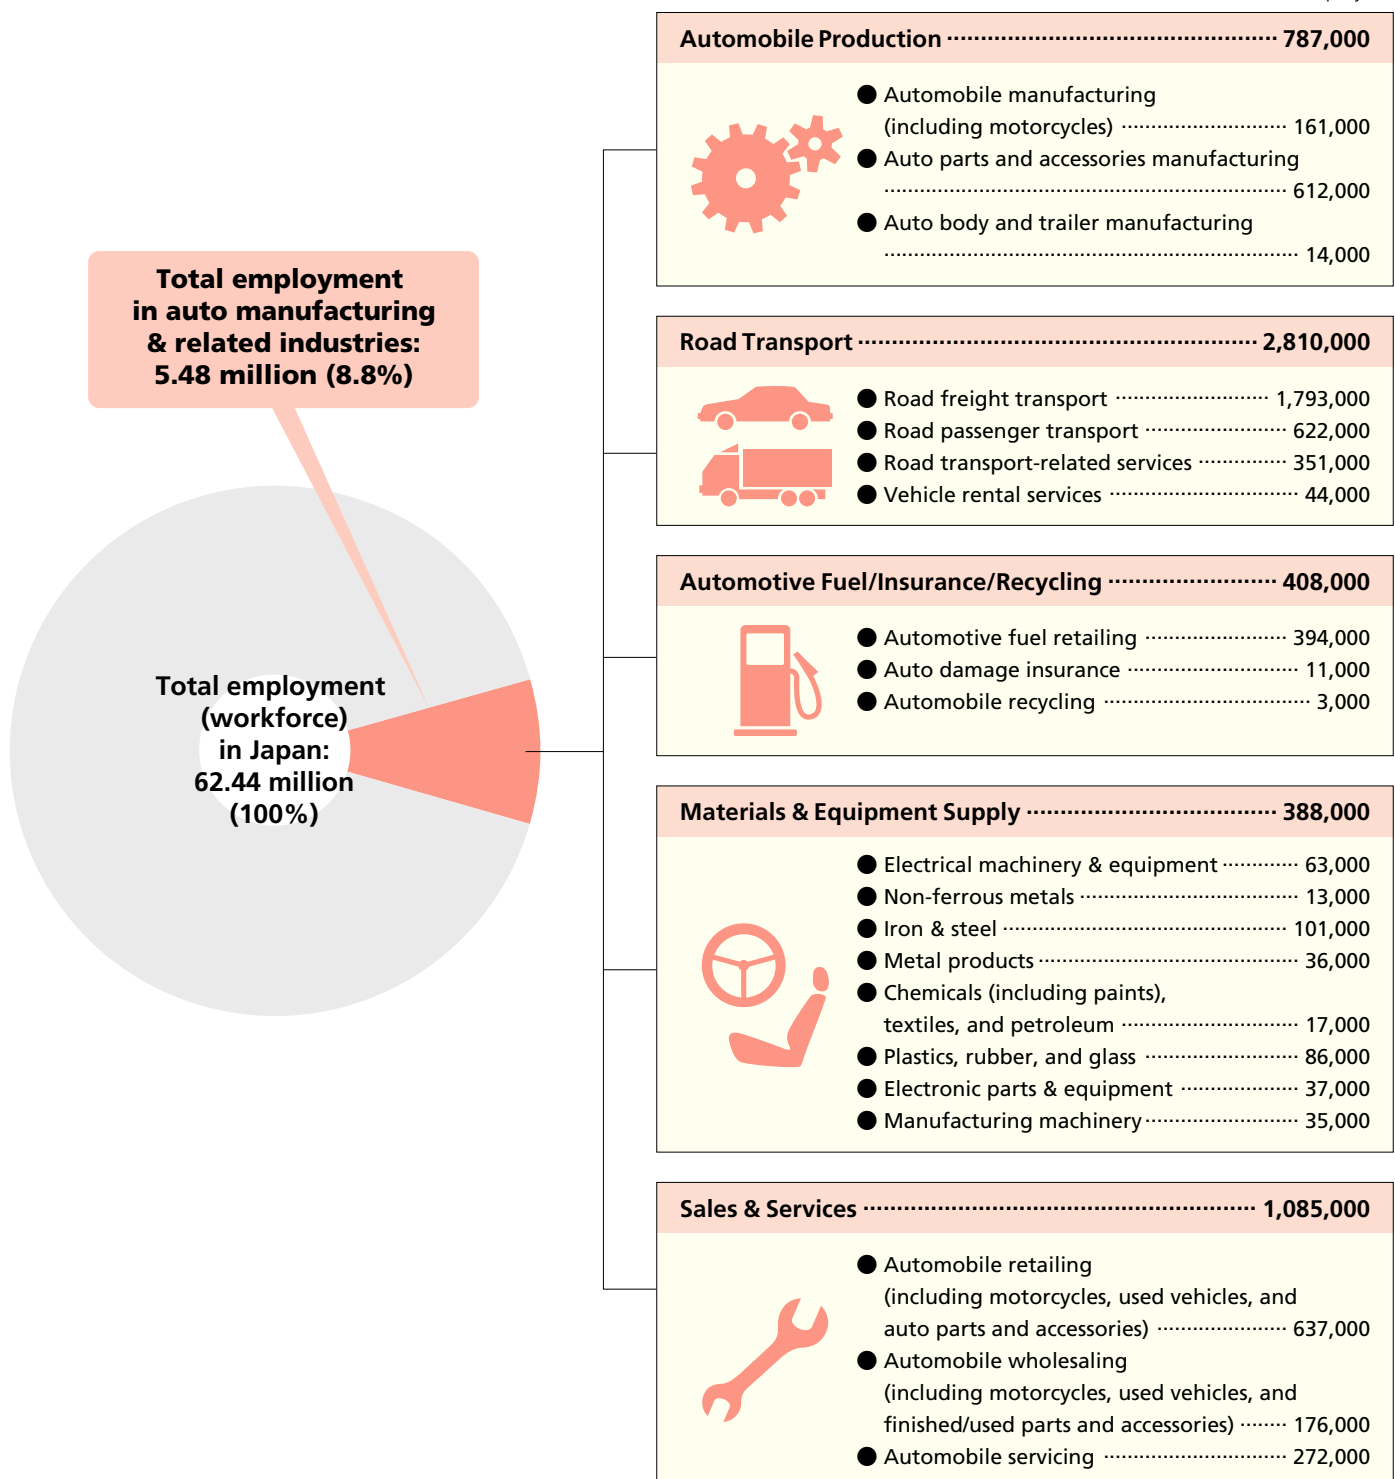 Total employment
in auto manufacturing
& related industries:
5.48 million (8.8%)
Total employment
(workforce)
in Japan:
62.44 million
(100%)
Automobile Production 787,000
● Automobile manufacturing
(including motorcycles) 161,000
● Auto parts and accessories manufacturing
612,000
● Auto body and trailer manufacturing
14,000
Road Transport 2,810,000
● Road freight transport 1,793,000
● Road passenger transport 622,000
● Road transport-related services 351,000
● Vehicle rental services 44,000
Automotive Fuel/Insurance/Recycling 408,000
● Automotive fuel retailing 394,000
● Auto damage insurance 11,000
● Automobile recycling 3,000
Materials & Equipment Supply 388,000
● Electrical machinery & equipment 63,000
● Non-ferrous metals 13,000
● Iron & steel 101,000
● Metal products 36,000
● Chemicals (including paints),
textiles, and petroleum 17,000
● Plastics, rubber, and glass 86,000
● Electronic parts & equipment 37,000
● Manufacturing machinery 35,000
Sales & Services 1,085,000
● Automobile retailing
(including motorcycles, used vehicles, and
auto parts and accessories) 637,000
● Automobile wholesaling
(including motorcycles, used vehicles, and
finished/used parts and accessories) 176,000
● Automobile servicing 272,000